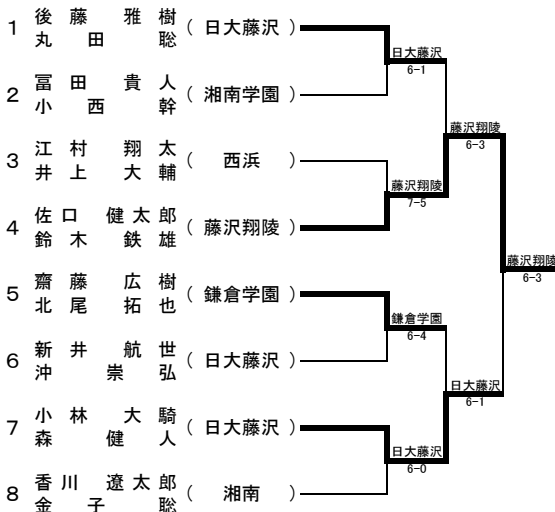 1 後藤 雅樹 ( 日大藤沢 )
丸田 聡
日大藤沢
6-1
2 冨田 貴人 ( 湘南学園 )
小西 幹
藤沢翔陵
6-3
3 江村 翔太 ( 西浜 )
井上 大輔
藤沢翔陵
7-5
4 佐口 健太郎 ( 藤沢翔陵 )
鈴木 鉄雄
藤沢翔陵
6-3
5 齋藤 広樹 ( 鎌倉学園 )
北尾 拓也
鎌倉学園
6-4
6 新井 航世 ( 日大藤沢 )
沖 崇弘
日大藤沢
6-1
7 小林 大騎 ( 日大藤沢 )
森 健人
日大藤沢
6-0
8 香川 遼太郎 ( 湘南 )
金子 聡